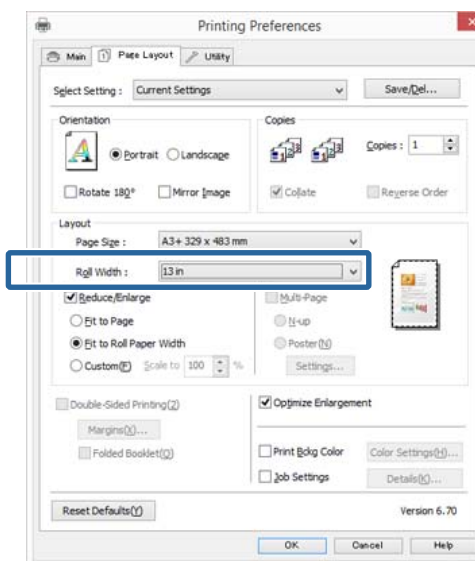 Printing Preferences
Main Page Layout Utility
Select Setting : Current Settings Save/Del...
Orientation Copies
Portrait Landscape Copies : 1
Rotate 180° Mirror Image Collate Reverse Order
Layout
Page Size : A3+ 329 x 483 mm
Roll Width : 13 in
Reduce/Enlarge Multi-Page
Fit to Page N-up
Fit to Roll Paper Width Poster(N)
Custom(F) Scale to 100 % Settings...
Double-Sided Printing(2) Optimize Enlargement
Margins(X)...
Folded Booklet(Q) Print Bckg Color Color Settings(H)...
Job Settings Details(K)...
Reset Defaults(Y) Version 6.70
OK Cancel Help